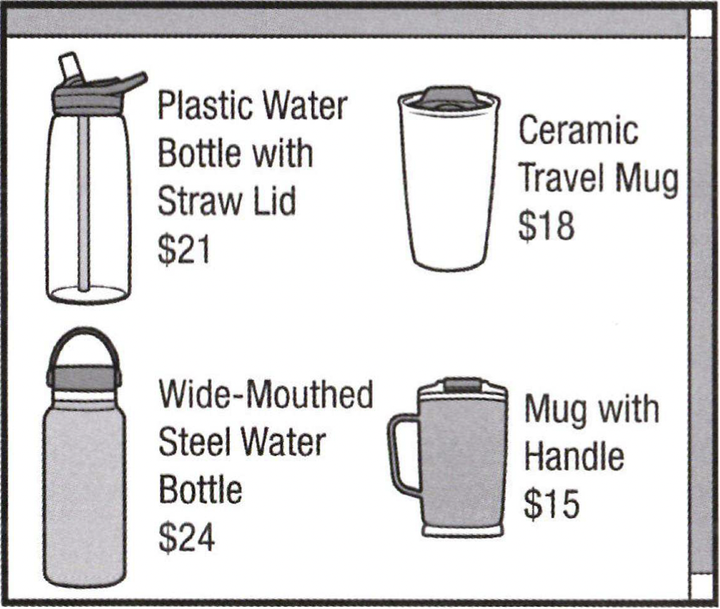 Plastic Water
Bottle with
Straw Lid
$21
Ceramic
Travel Mug
$18
Wide-Mouthed
Steel Water
Bottle
$24
Mug with
Handle
$15